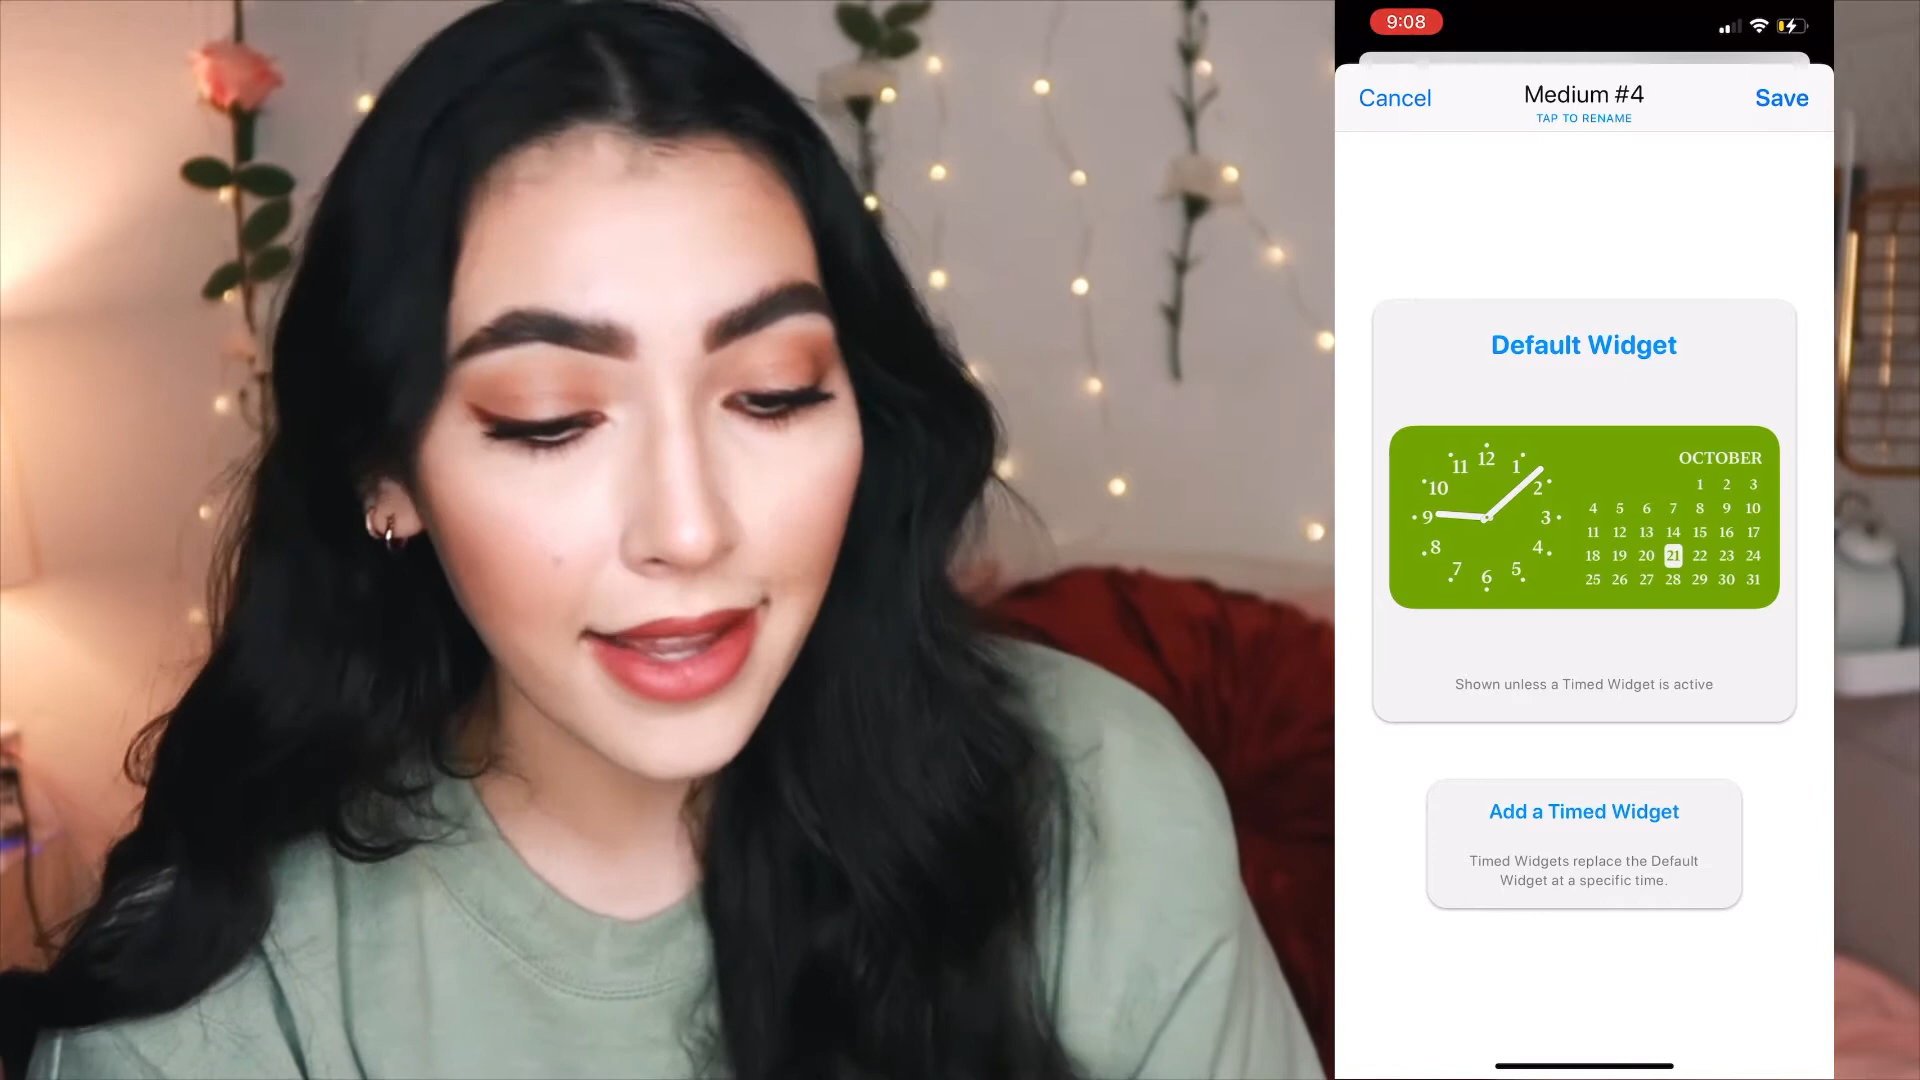 9:08
Cancel
Medium #4
Save
TAP TO RENAME
Default Widget
12
11
1
10
2
9
3
8
4
7
5
6
OCTOBER
1 2 3
4 5 6 7 8 9 10
11 12 13 14 15 16 17
18 19 20 21 22 23 24
25 26 27 28 29 30 31
Shown unless a Timed Widget is active
Add a Timed Widget
Timed Widgets replace the Default
Widget at a specific time.